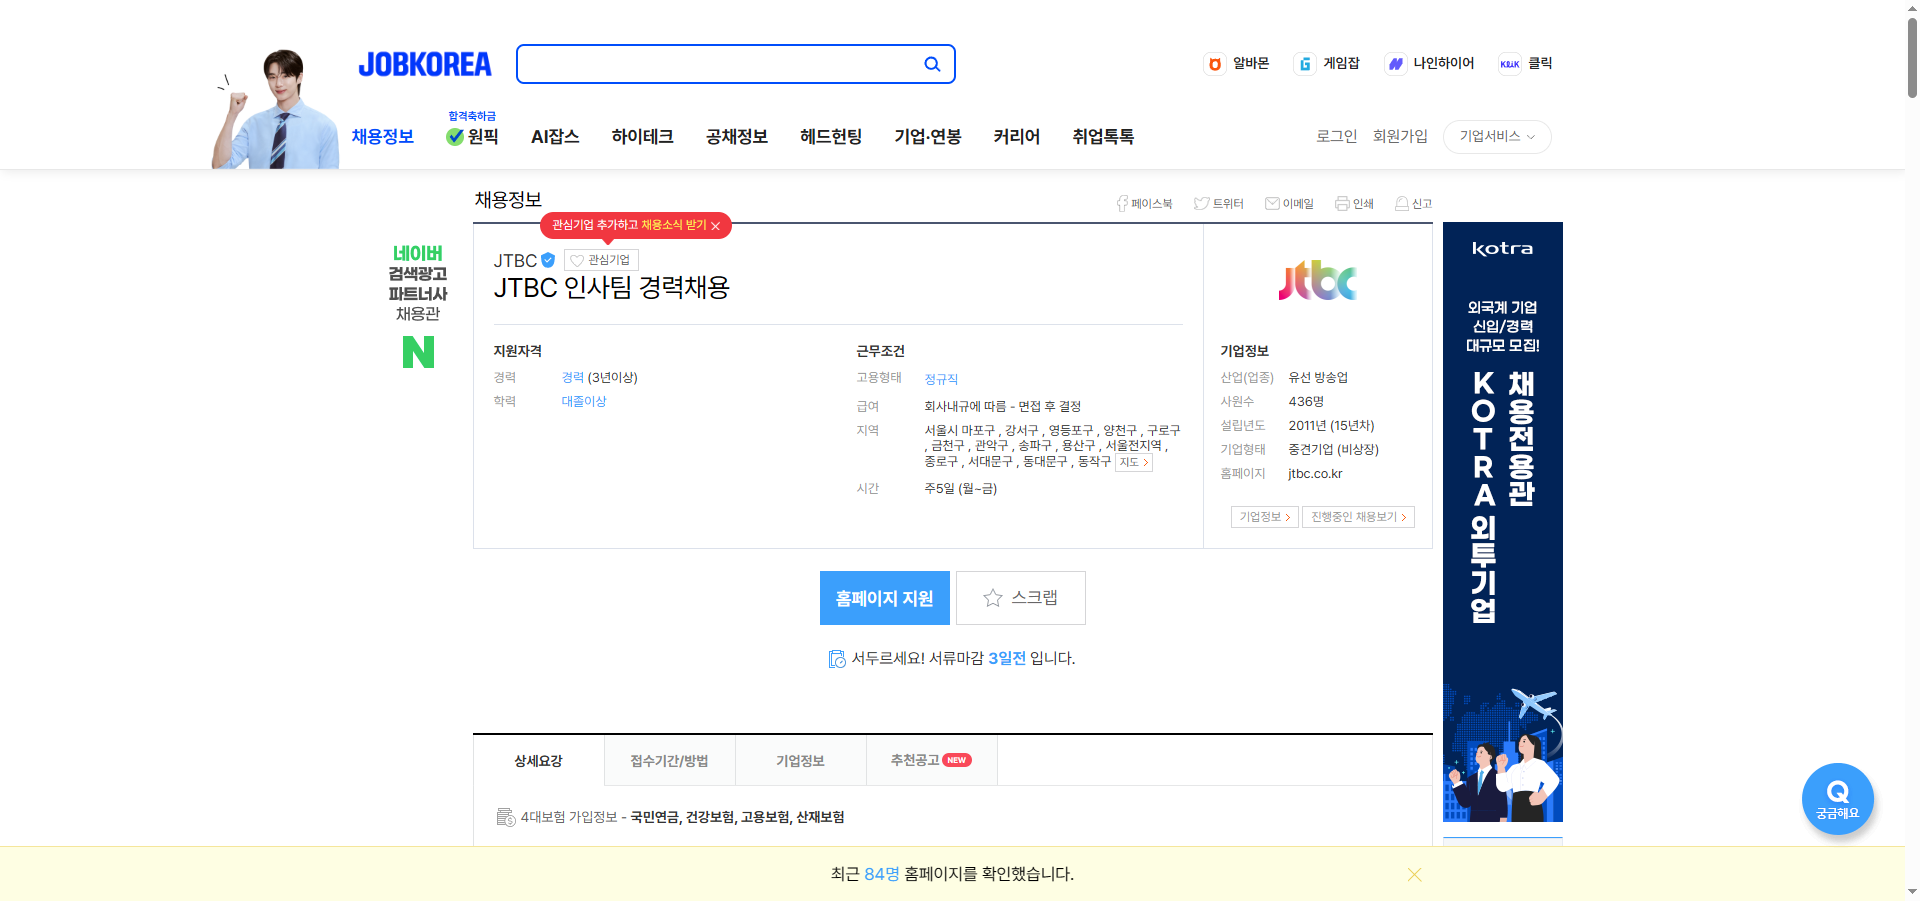 JOBKOREA
알바몬
게임잡
나인하이어
K핥K 클릭
채용정보
합격축하금
원픽
AI잡스
하이테크
공채정보
헤드헌팅
기업·연봉
커리어
취업톡톡
로그인
회원가입
기업서비스
채용정보
페이스북
트위터
이메일
인쇄
신고
관심기업 추가하고 채용소식 받기
네이버
검색광고
파트너사
채용관
N
JTBC
관심기업
JTBC 인사팀 경력채용
jtbc
지원자격
경력 경력 (3년이상)
학력 대졸이상
근무조건
고용형태 정규직
급여 회사내규에 따름 - 면접 후 결정
지역 서울시 마포구 , 강서구 , 영등포구 , 양천구 , 구로구
, 금천구 , 관악구 , 송파구 , 용산구 , 서울전지역 ,
종로구 , 서대문구 , 동대문구 , 동작구 지도
시간 주5일 (월~금)
기업정보
산업(업종) 유선 방송업
사원수 436명
설립년도 2011년 (15년차)
기업형태 중견기업 (비상장)
홈페이지 jtbc.co.kr
기업정보
진행중인 채용보기
kotra
외국계 기업
신입/경력
대규모 모집!
채용전용관
KOTRA 외투기업
홈페이지 지원
스크랩
서두르세요! 서류마감 3일전 입니다.
상세요강
접수기간/방법
기업정보
추천공고 NEW
4대보험 가입정보 - 국민연금, 건강보험, 고용보험, 산재보험
Q
궁금해요
최근 84명 홈페이지를 확인했습니다.